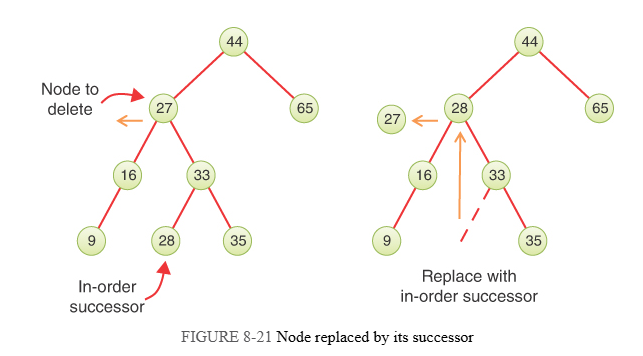 44
44
Node to
delete
27
65
27
28
65
16
33
16
33
9
28
35
9
35
In-order
successor
Replace with
in-order successor
FIGURE 8-21 Node replaced by its successor